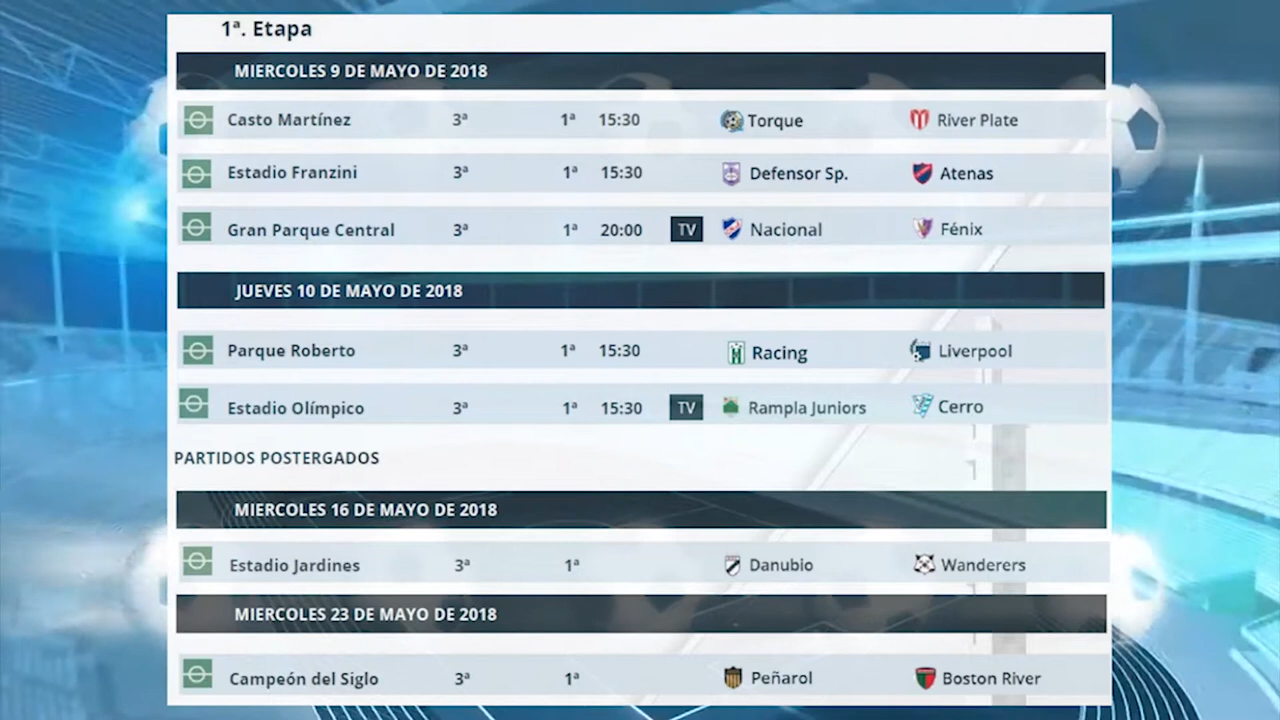 1ª. Etapa
MIERCOLES 9 DE MAYO DE 2018
Casto Martínez 3ª 1ª 15:30 Torque River Plate
Estadio Franzini 3ª 1ª 15:30 Defensor Sp. Atenas
Gran Parque Central 3ª 1ª 20:00 TV Nacional Fénix
JUEVES 10 DE MAYO DE 2018
Parque Roberto 3ª 1ª 15:30 Racing Liverpool
Estadio Olímpico 3ª 1ª 15:30 TV Rampla Juniors Cerro
PARTIDOS POSTERGADOS
MIERCOLES 16 DE MAYO DE 2018
Estadio Jardines 3ª 1ª Danubio Wanderers
MIERCOLES 23 DE MAYO DE 2018
Campeón del Siglo 3ª 1ª Peñarol Boston River